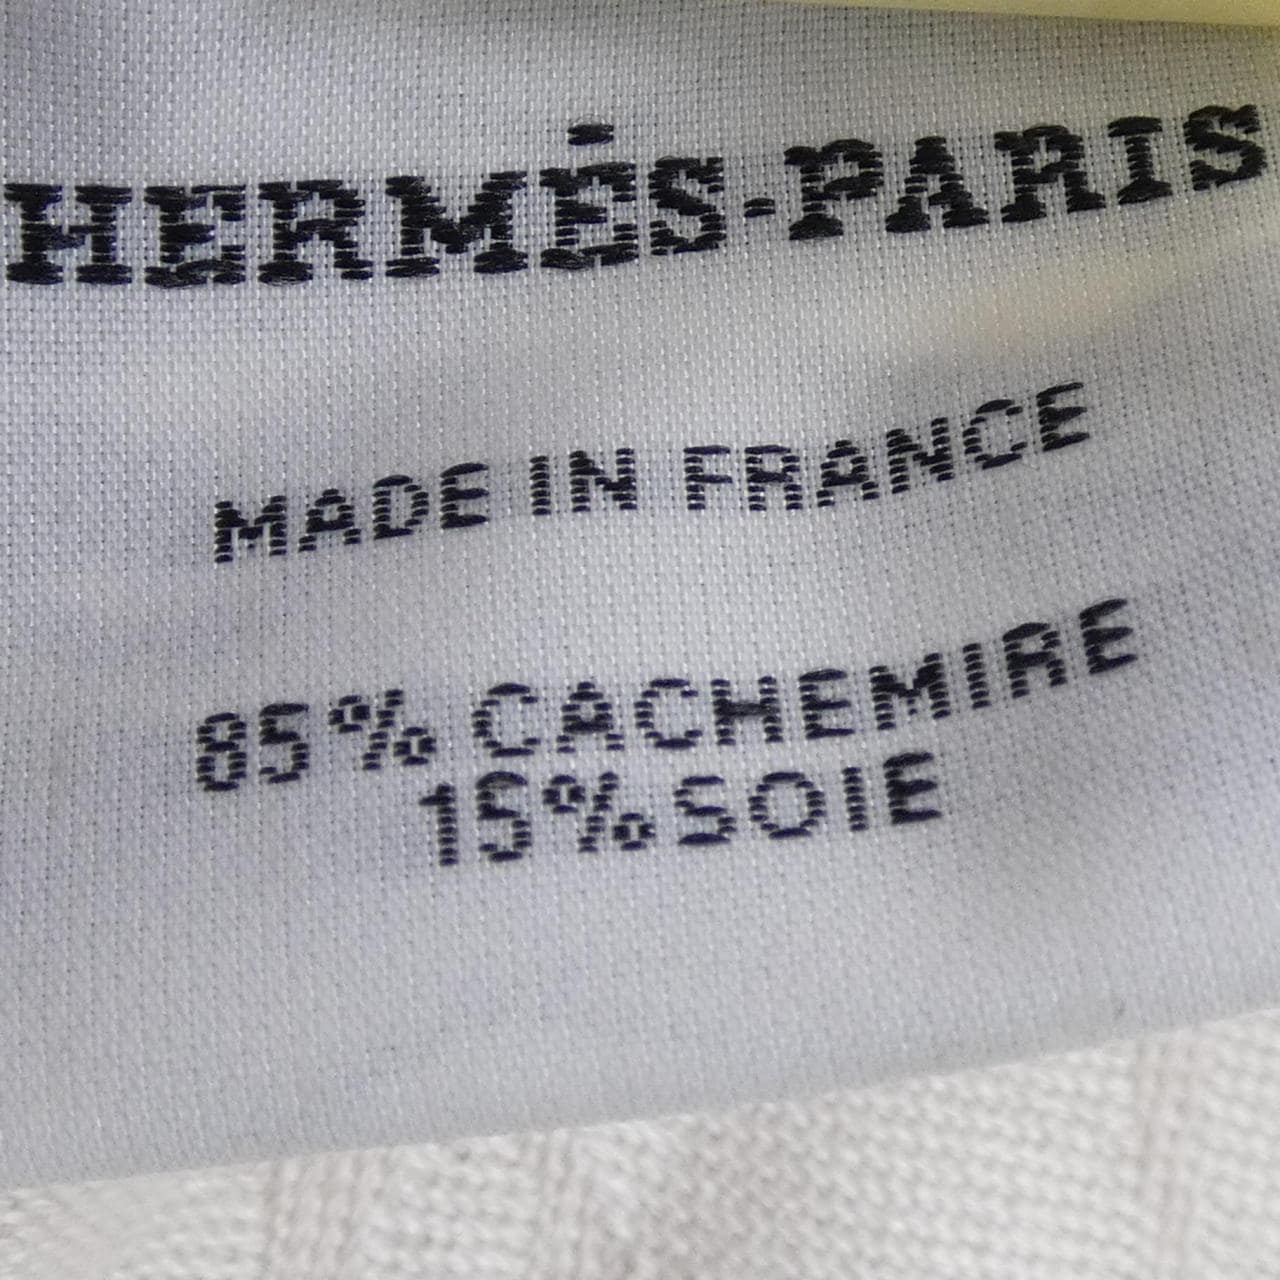 HERMÈS-PARIS
MADE IN FRANCE
85% CACHEMIRE
15% SOIE